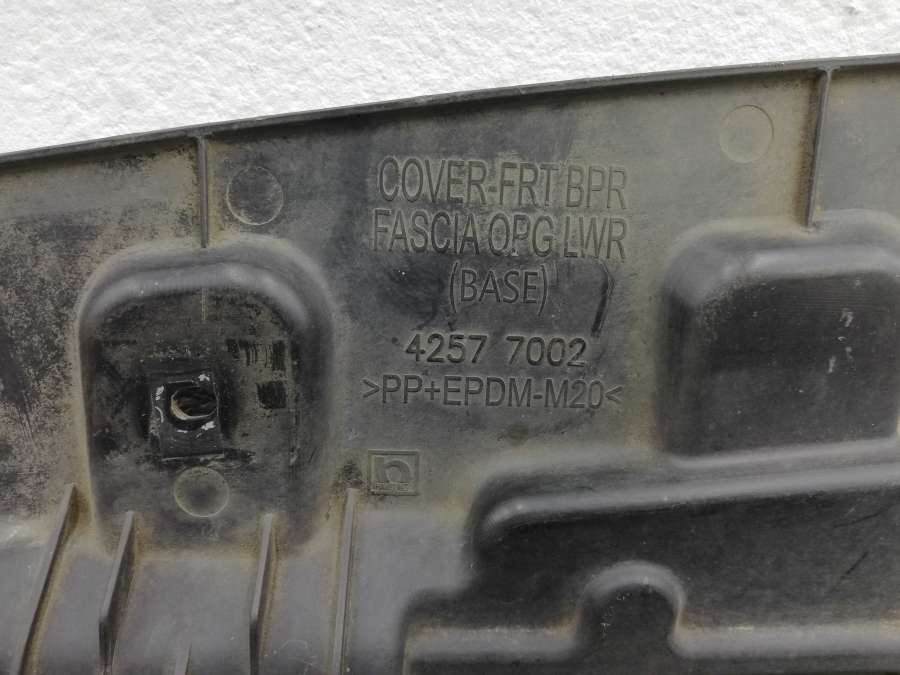 COVER-FRT BPR
FASCIA OPG LWR
(BASE)
4257 7002
>PP+EPDM-M20<